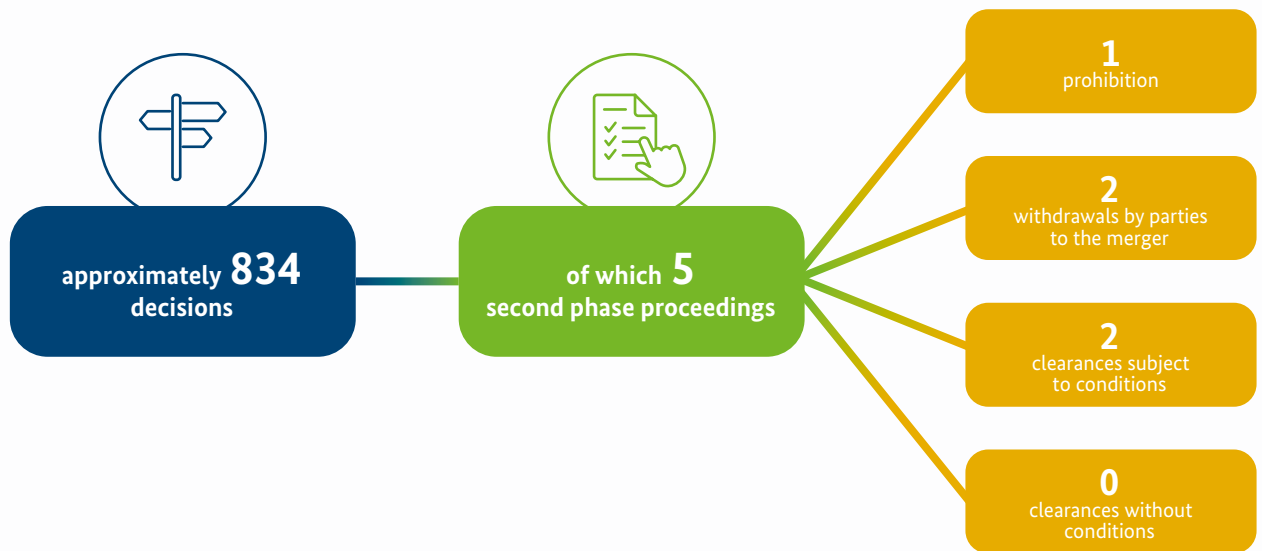 approximately 834
decisions
of which 5
second phase proceedings
1
prohibition
2
withdrawals by parties
to the merger
2
clearances subject
to conditions
0
clearances without
conditions